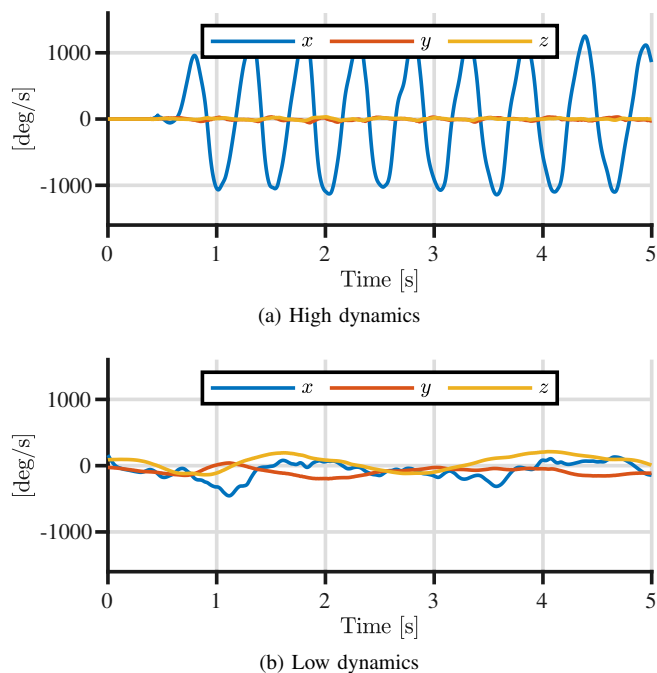 x y z
1000
0
-1000
[deg/s]
0 1 2 3 4 5
Time [s]
(a) High dynamics
x y z
1000
0
-1000
[deg/s]
0 1 2 3 4 5
Time [s]
(b) Low dynamics